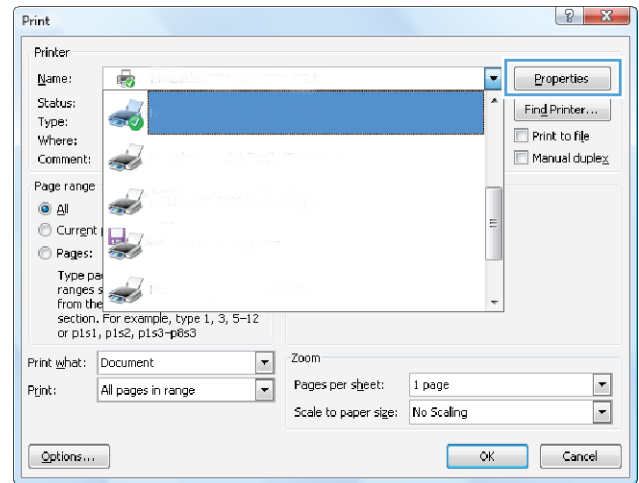 Print
Printer
Name:
Properties
Status:
Type:
Find Printer...
Where:
Print to file
Comment:
Manual duplex
Page range
All
Current
Pages:
Type
ranges
from the
section. For example, type 1, 3, 5–12
or p1s1, p1s2, p1s3–p8s3
Print what: Document
Print: All pages in range
Zoom
Pages per sheet: 1 page
Scale to paper size: No Scaling
Options...
OK
Cancel